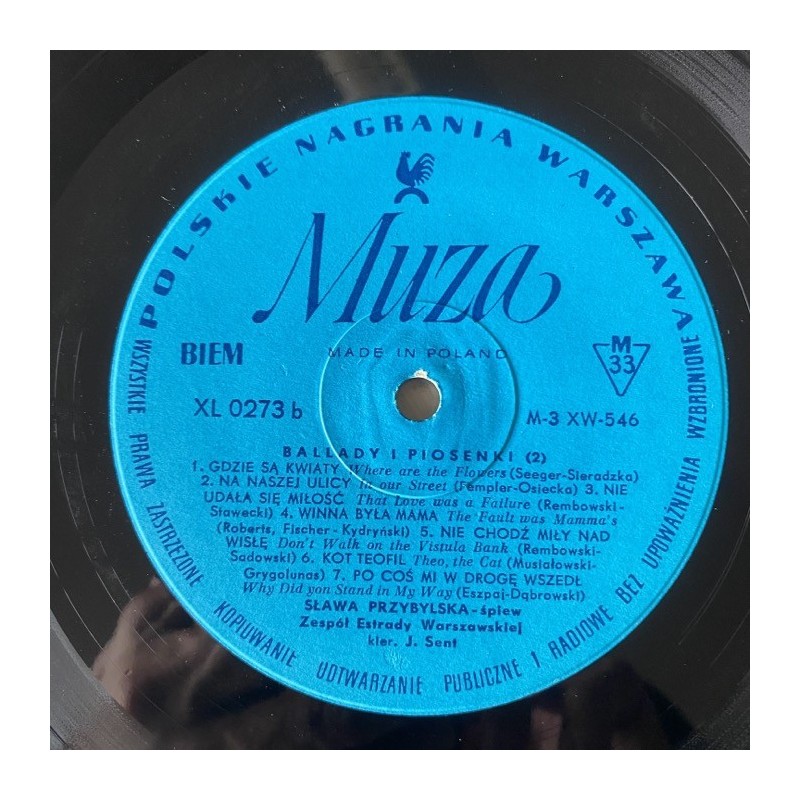 POLSKIE NAGRANIA WARSZAWA
Muza
BIEM
MADE IN POLAND
M
33
XL 0273 b
M-3 XW-546
BALLADY I PIOSENKI (2)
1. GDZIE SĄ KWIATY Where are the Flowers (Seeger-Sieradzka)
2. NA NASZEJ ULICY In our Street (Templer-Osiecka) 3. NIE
UDAŁA SIĘ MIŁOŚĆ That Love was a Failure (Rembowski-
Sławecki) 4. WINNA BYŁA MAMA The Fault was Mamma's
(Roberts, Fischer-Kydryński) 5. NIE CHODŹ MIŁY NAD
WISŁĘ Don't Walk on the Vistula Bank (Rembowski-
Sadowski) 6. KOT TEOFIL Theo, the Cat (Musiałowski-
Grygolunas) 7. PO COŚ MI W DROGĘ WSZEDŁ
Why Did you Stand in My Way (Eszpaj-Dąbrowski)
SŁAWA PRZYBYLSKA-śpiew
Zespół Estrady Warszawskiej
kier. J. Sent
WSZYSTKIE PRAWA ZASTRZEŻONE KOPIOWANIE ODTWARZANIE PUBLICZNE I RADIOWE BEZ UPOWAŻNIENIA WZBRONIONE